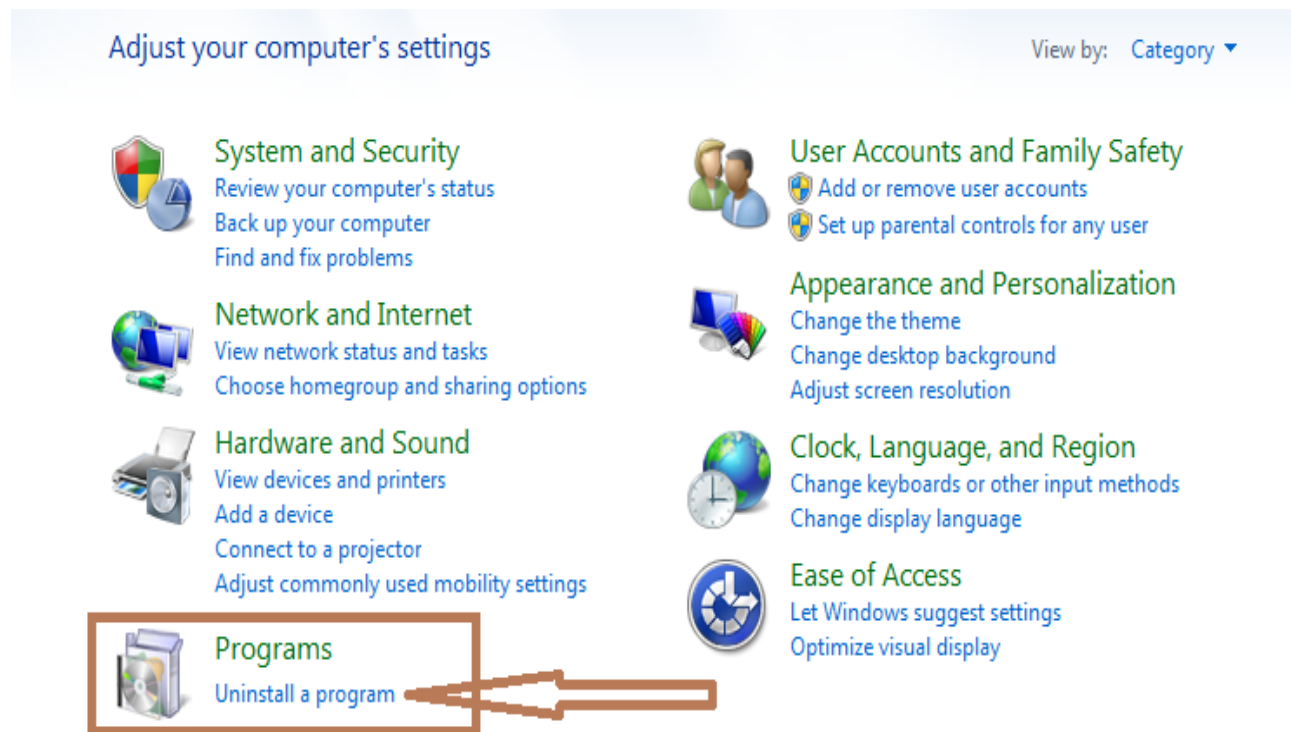 Adjust your computer's settings
View by: Category
System and Security
Review your computer's status
Back up your computer
Find and fix problems
Network and Internet
View network status and tasks
Choose homegroup and sharing options
Hardware and Sound
View devices and printers
Add a device
Connect to a projector
Adjust commonly used mobility settings
Programs
Uninstall a program
User Accounts and Family Safety
Add or remove user accounts
Set up parental controls for any user
Appearance and Personalization
Change the theme
Change desktop background
Adjust screen resolution
Clock, Language, and Region
Change keyboards or other input methods
Change display language
Ease of Access
Let Windows suggest settings
Optimize visual display